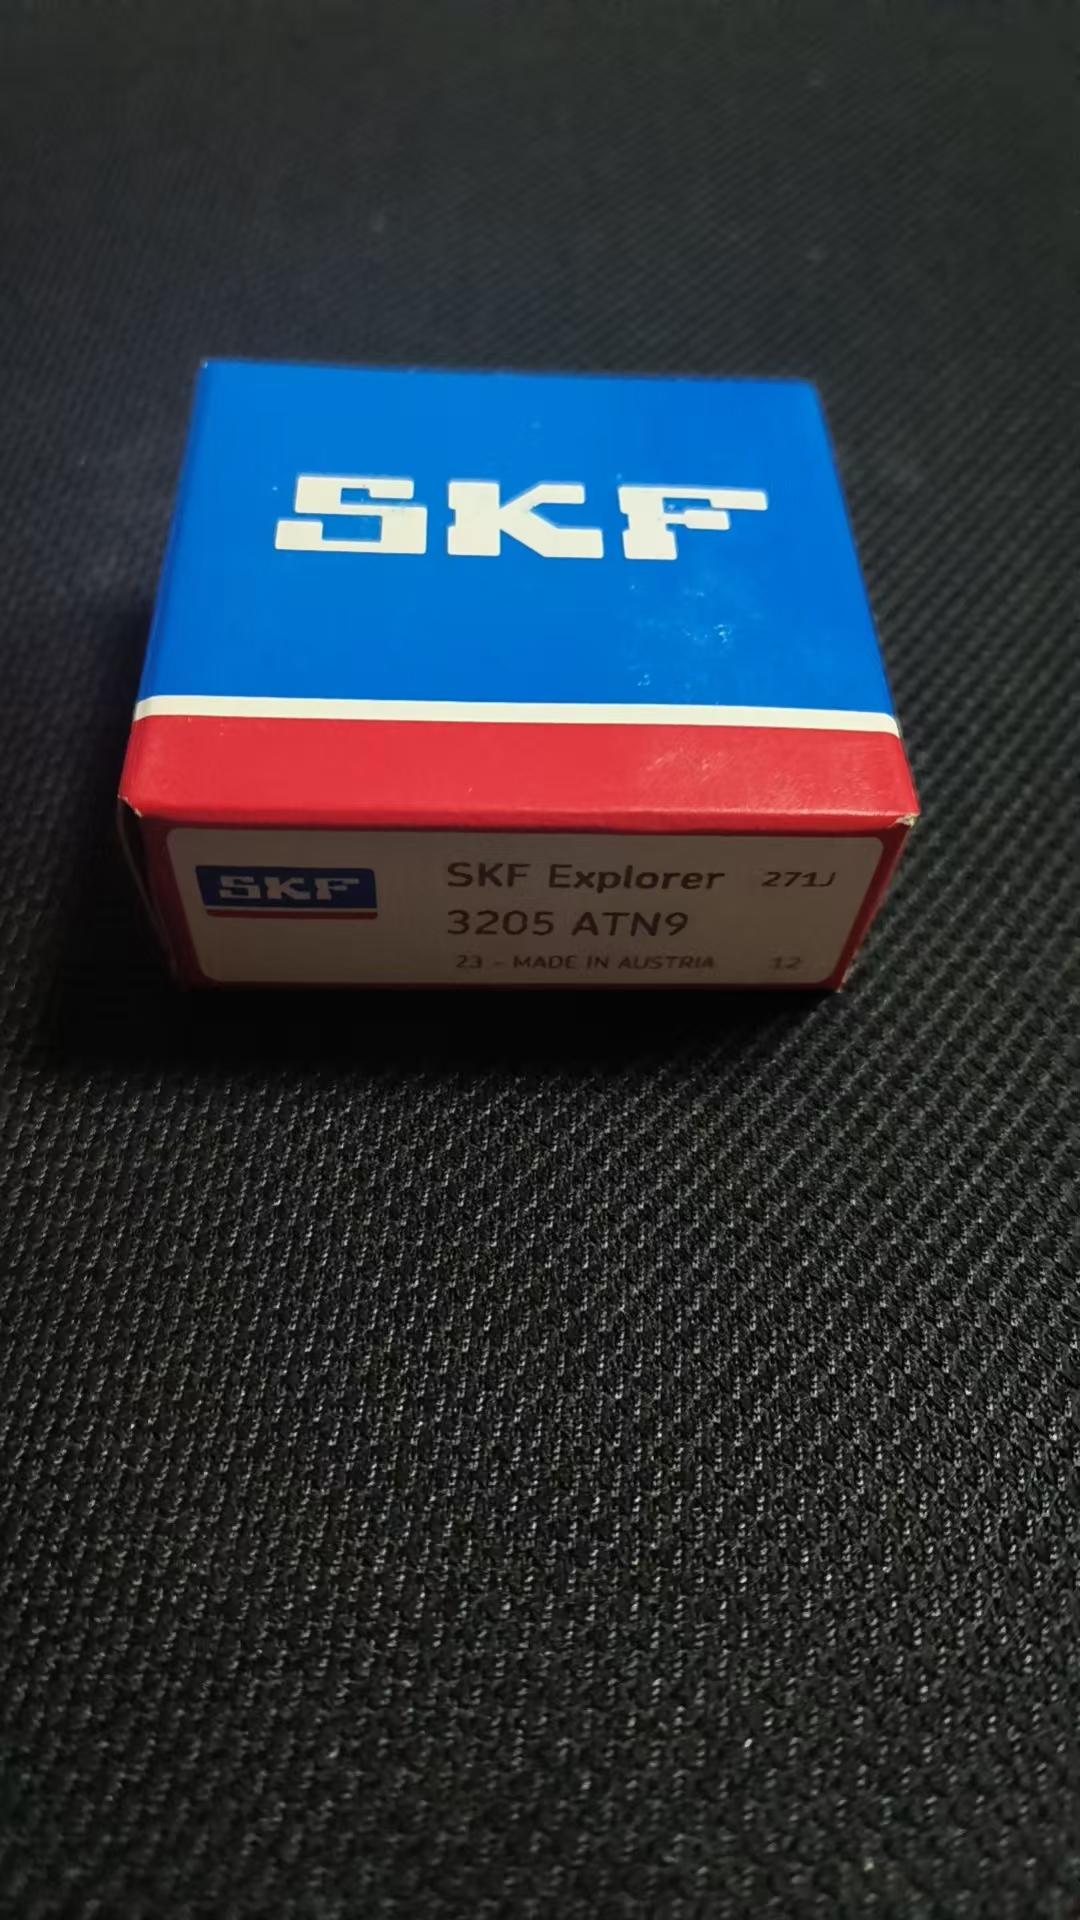 SKF
SKF
SKF Explorer 271J
3205 ATN9
23 - MADE IN AUSTRIA 12